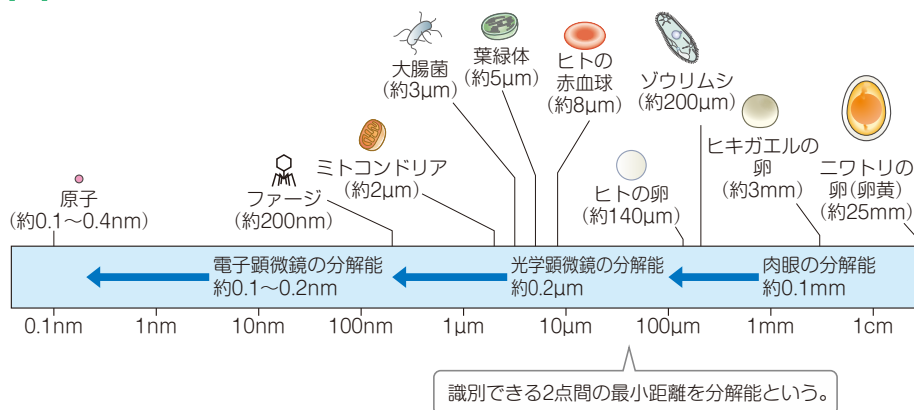 大腸菌
(約3μm)
葉緑体
(約5μm)
ヒトの
赤血球
(約8μm)
ゾウリムシ
(約200μm)
ヒキガエルの
卵
(約3mm)
ニワトリの
卵(卵黄)
(約25mm)
原子
(約0.1〜0.4nm)
ファージ
(約200nm)
ミトコンドリア
(約2μm)
ヒトの卵
(約140μm)
電子顕微鏡の分解能
約0.1〜0.2nm
光学顕微鏡の分解能
約0.2μm
肉眼の分解能
約0.1mm
0.1nm
1nm
10nm
100nm
1μm
10μm
100μm
1mm
1cm
識別できる2点間の最小距離を分解能という。